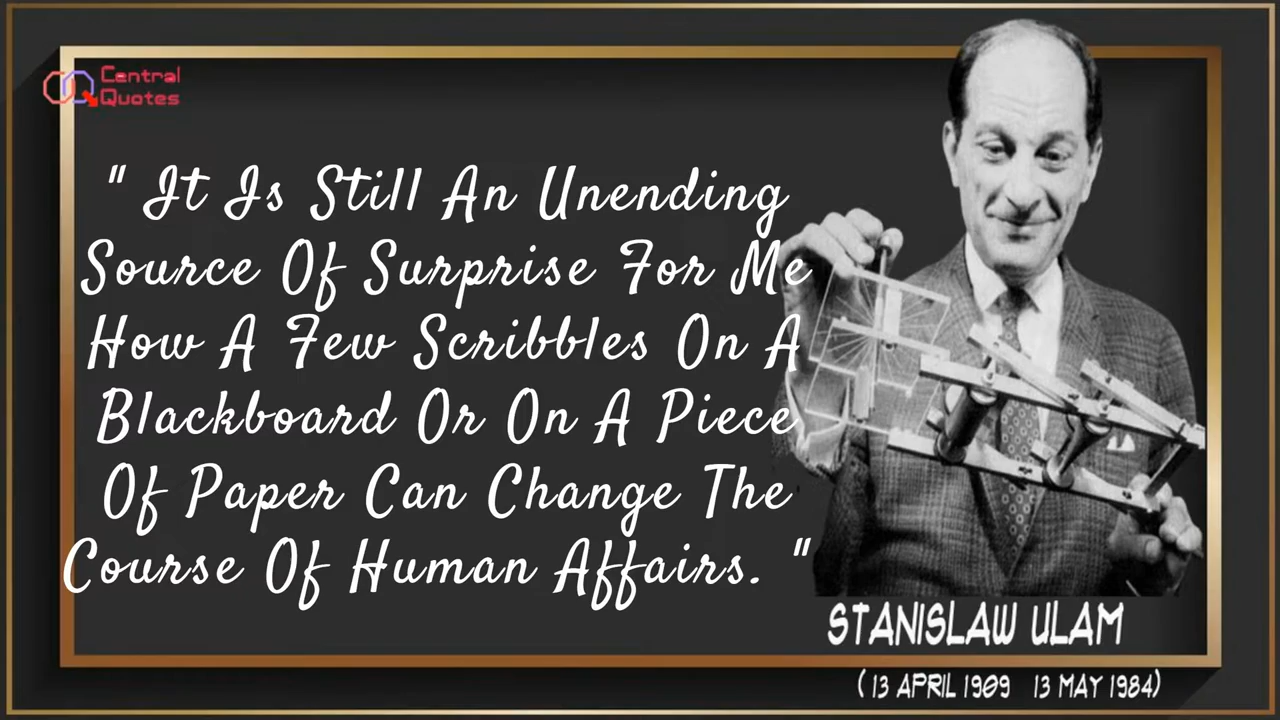 Central
Quotes
" It Is Still An Unending
Source Of Surprise For Me
How A Few Scribbles On A
Blackboard Or On A Piece
Of Paper Can Change The
Course Of Human Affairs. "
STANISLAW ULAM
( 13 APRIL 1909 13 MAY 1984)